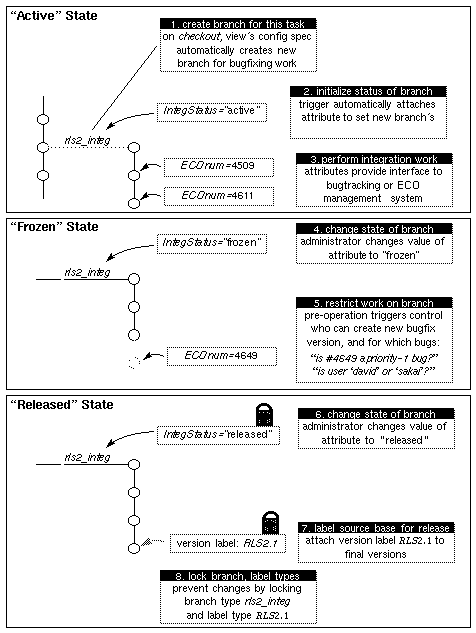 "Active" State
1. create branch for this task
on checkout, view's config spec
automatically creates new
branch for bugfixing work
2. initialize status of branch
trigger automatically attaches
attribute to set new branch's
IntegStatus="active"
rls2_integ
ECOnum=4509
ECOnum=4611
3. perform integration work
attributes provide interface to
bugtracking or ECO
management system
"Frozen" State
4. change state of branch
administrator changes value of
attribute to "frozen"
IntegStatus="frozen"
rls2_integ
5. restrict work on branch
pre-operation triggers control
who can create new bugfix
version, and for which bugs:
"is #4649 a priority-1 bug?"
"is user 'david' or 'sakai'?"
ECOnum=4649
"Released" State
6. change state of branch
administrator changes value of
attribute to "released"
IntegStatus="released"
rls2_integ
7. label source base for release
attach version label RLS2.1 to
final versions
version label: RLS2.1
8. lock branch, label types
prevent changes by locking
branch type rls2_integ
and label type RLS2.1